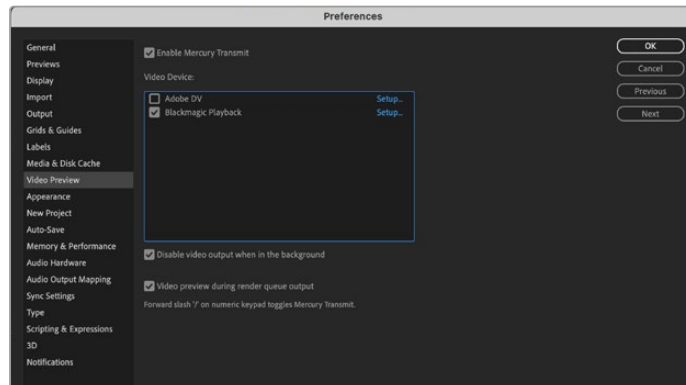 Preferences
General
Previews
Display
Import
Output
Grids & Guides
Labels
Media & Disk Cache
Video Preview
Appearance
New Project
Auto-Save
Memory & Performance
Audio Hardware
Audio Output Mapping
Sync Settings
Type
Scripting & Expressions
3D
Notifications
Enable Mercury Transmit
Video Device:
Adobe DV Setup...
Blackmagic Playback Setup...
Disable video output when in the background
Video preview during render queue output
Forward slash '/' on numeric keypad toggles Mercury Transmit.
OK
Cancel
Previous
Next